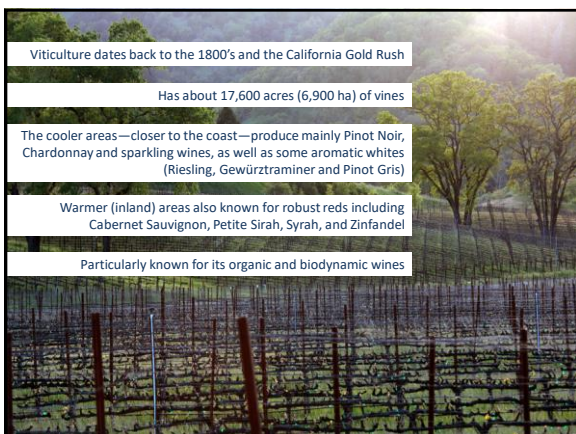 Viticulture dates back to the 1800's and the California Gold Rush
Has about 17,600 acres (6,900 ha) of vines
The cooler areas—closer to the coast—produce mainly Pinot Noir,
Chardonnay and sparkling wines, as well as some aromatic whites
(Riesling, Gewürztraminer and Pinot Gris)
Warmer (inland) areas also known for robust reds including
Cabernet Sauvignon, Petite Sirah, Syrah, and Zinfandel
Particularly known for its organic and biodynamic wines